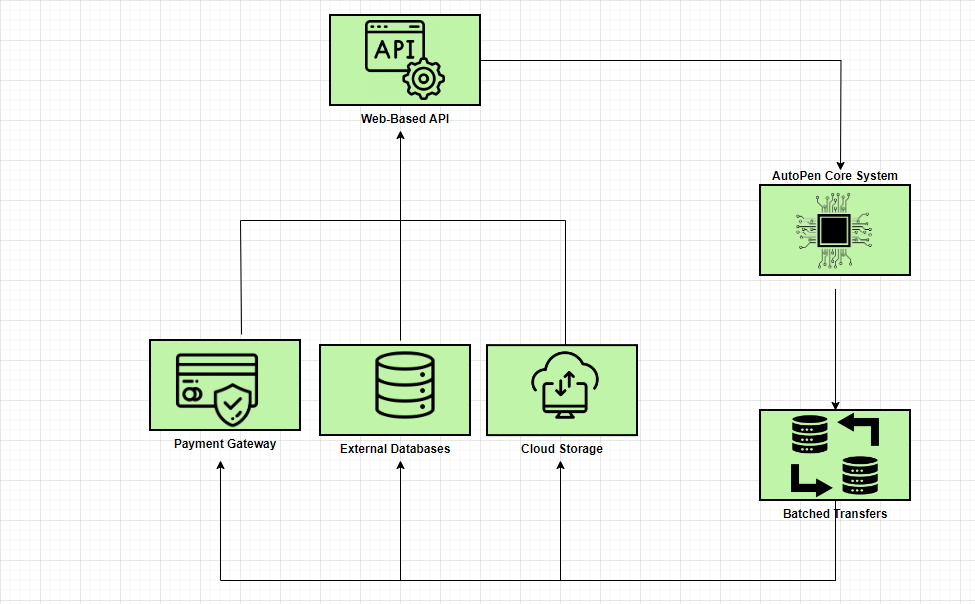 API
Web-Based API
AutoPen Core System
Payment Gateway
External Databases
Cloud Storage
Batched Transfers